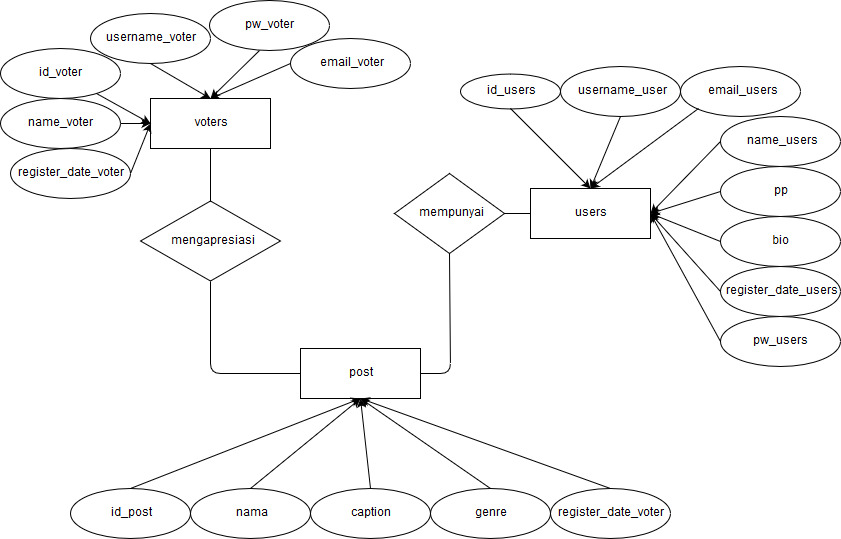 pw_voter
username_voter
email_voter
id_voter
name_voter
voters
register_date_voter
id_users
username_user
email_users
name_users
pp
mempunyai
users
bio
mengapresiasi
register_date_users
pw_users
post
id_post
nama
caption
genre
register_date_voter